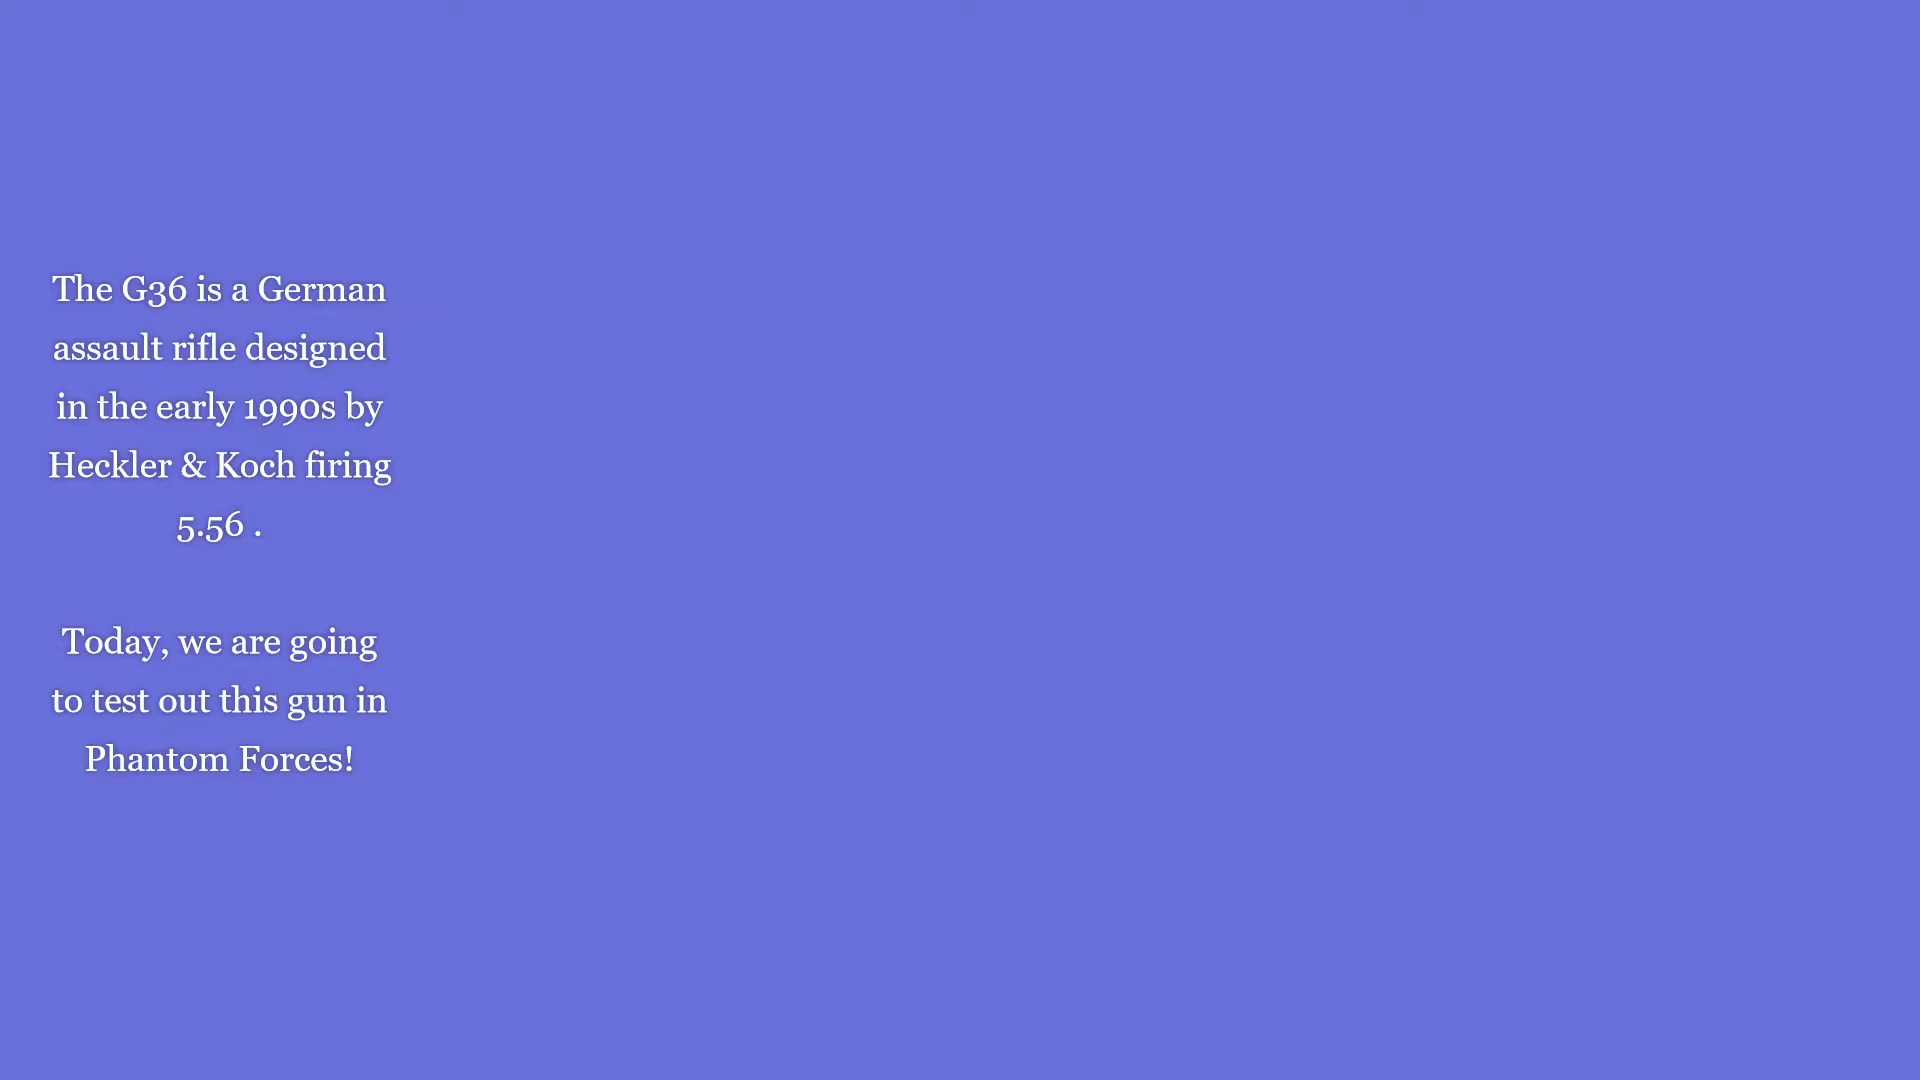 The G36 is a German
assault rifle designed
in the early 1990s by
Heckler & Koch firing
5.56 .
Today, we are going
to test out this gun in
Phantom Forces!